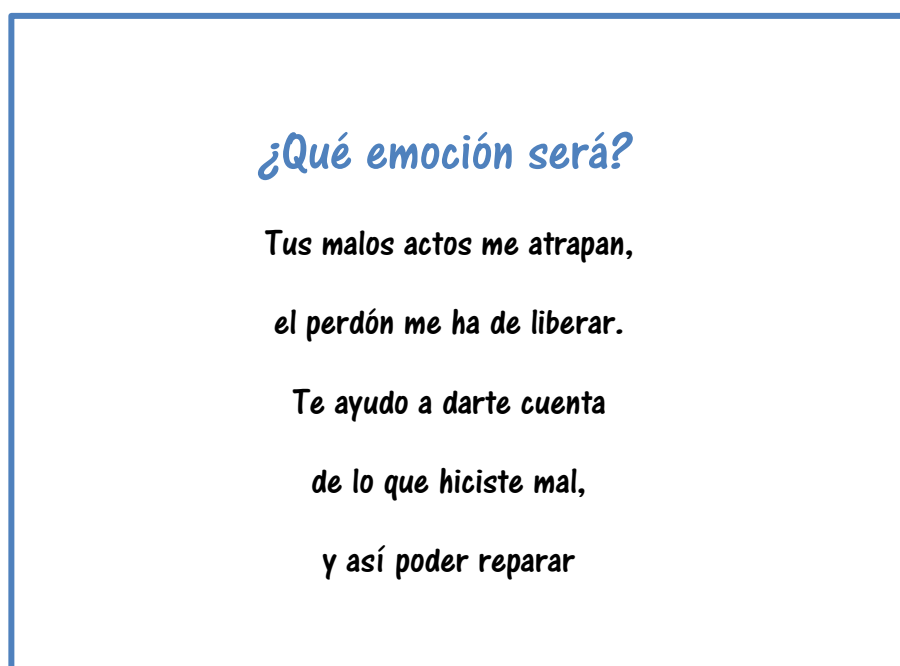 ¿Qué emoción será?
Tus malos actos me atrapan,
el perdón me ha de liberar.
Te ayudo a darte cuenta
de lo que hiciste mal,
y así poder reparar